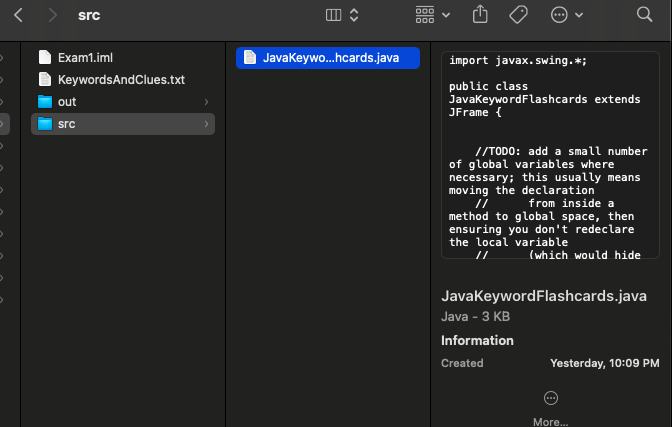 src
Exam1.iml
KeywordsAndClues.txt
out
src
JavaKeywo...hcards.java
import javax.swing.*;
public class
JavaKeywordFlashcards extends
JFrame {
//TODO: add a small number
of global variables where
necessary; this usually means
moving the declaration
// from inside a
method to global space, then
ensuring you don't redeclare
the local variable
// (which would hide
JavaKeywordFlashcards.java
Java - 3 KB
Information
Created Yesterday, 10:09 PM
More...